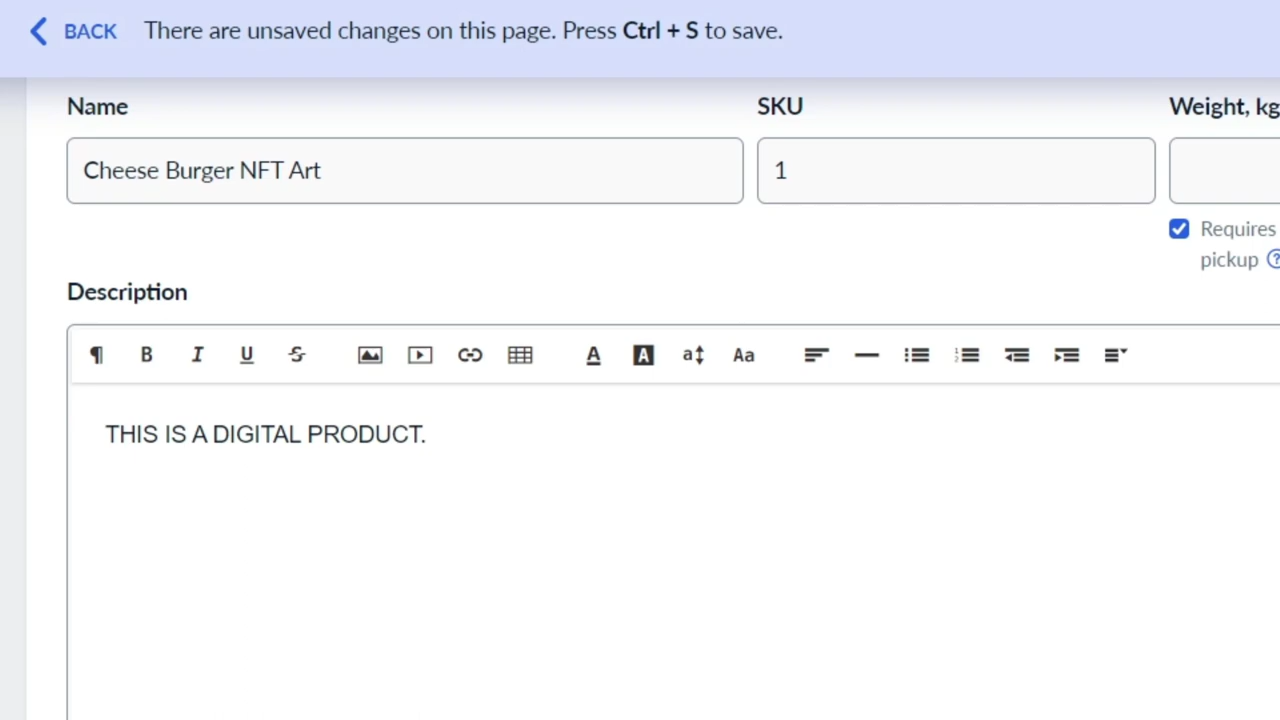 BACK There are unsaved changes on this page. Press Ctrl + S to save.
Name SKU Weight, kg
Cheese Burger NFT Art 1
Requires
pickup
Description
THIS IS A DIGITAL PRODUCT.